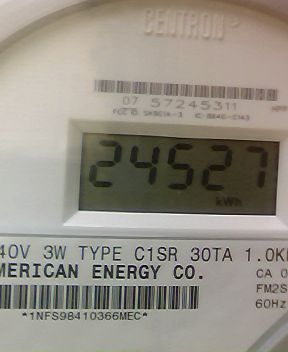 CENTRON
07 57245311
24527
kWh
40V 3W TYPE C1SR 30TA 1.0K
MERICAN ENERGY CO.
CA 0
FM2S
60Hz
*1NFS98410366MEC*